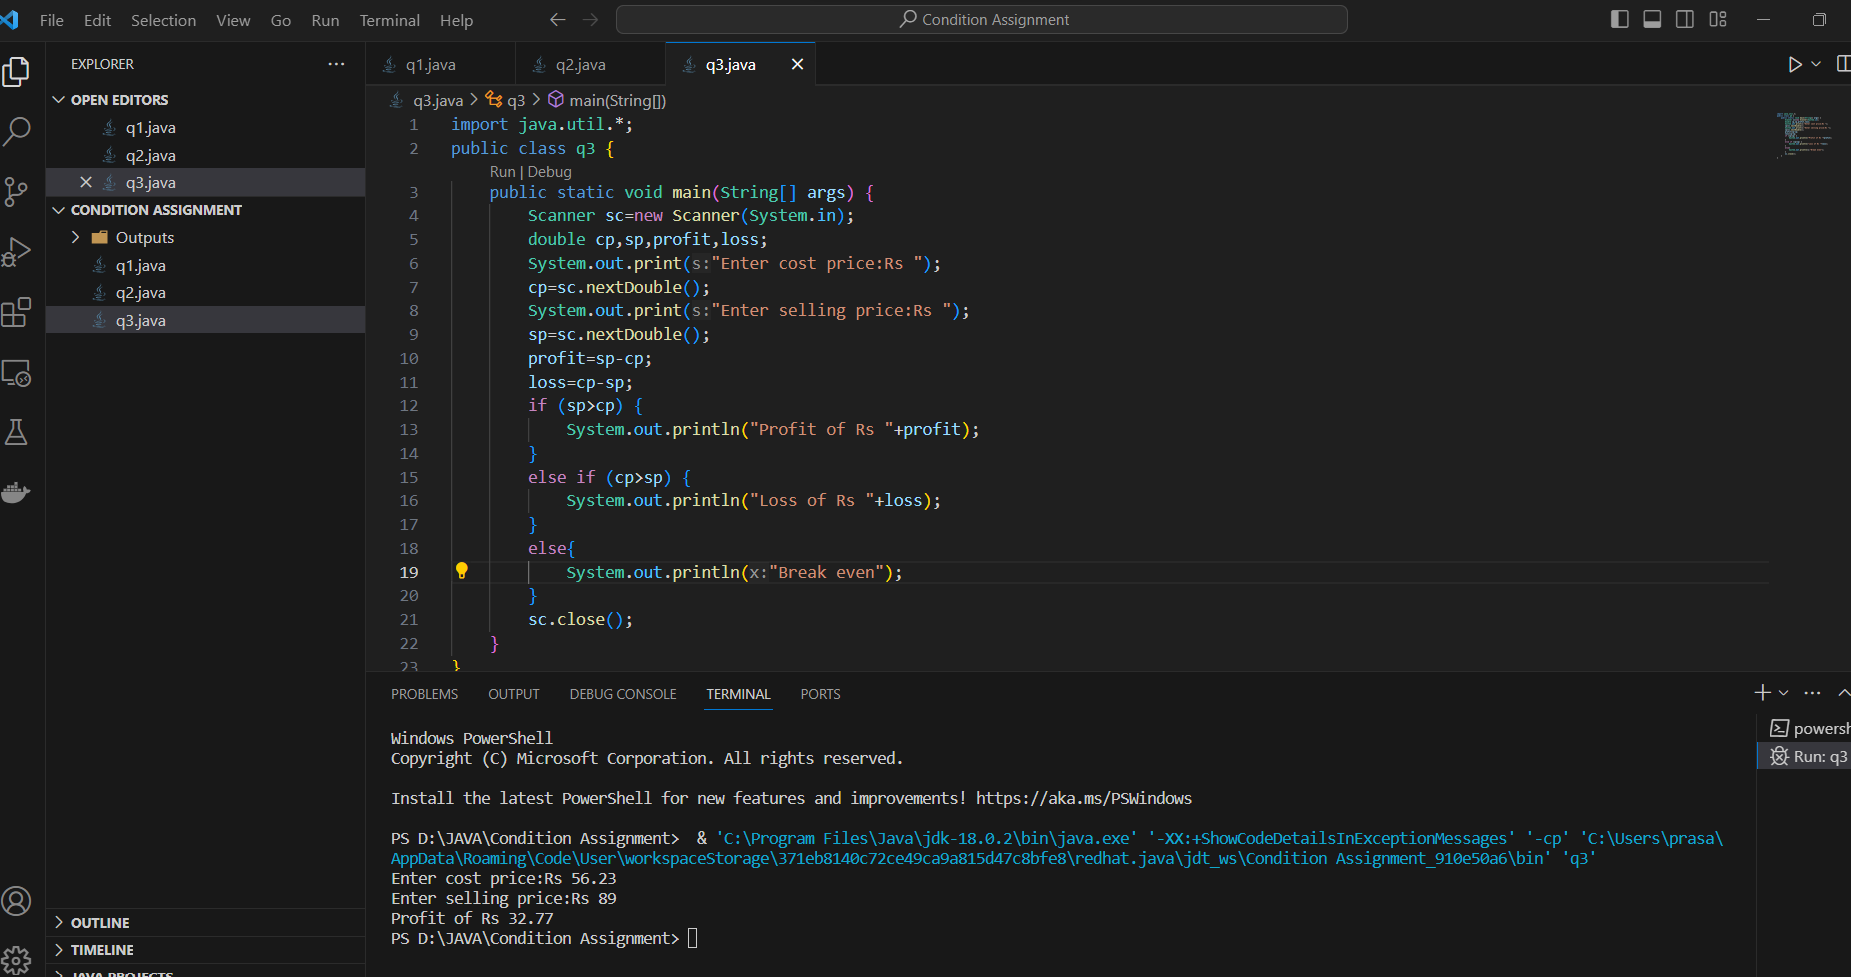 File Edit Selection View Go Run Terminal Help
Condition Assignment
EXPLORER
OPEN EDITORS
q1.java
q2.java
q3.java
CONDITION ASSIGNMENT
Outputs
q1.java
q2.java
q3.java
OUTLINE
TIMELINE
JAVA PROJECTS
q1.java q2.java q3.java
q3.java > q3 > main(String[])
1 import java.util.*;
2 public class q3 {
Run | Debug
3 public static void main(String[] args) {
4 Scanner sc=new Scanner(System.in);
5 double cp,sp,profit,loss;
6 System.out.print(s:"Enter cost price:Rs ");
7 cp=sc.nextDouble();
8 System.out.print(s:"Enter selling price:Rs ");
9 sp=sc.nextDouble();
10 profit=sp-cp;
11 loss=cp-sp;
12 if (sp>cp) {
13 System.out.println("Profit of Rs "+profit);
14 }
15 else if (cp>sp) {
16 System.out.println("Loss of Rs "+loss);
17 }
18 else{
19 System.out.println(x:"Break even");
20 }
21 sc.close();
22 }
23 }
PROBLEMS OUTPUT DEBUG CONSOLE TERMINAL PORTS
Windows PowerShell
Copyright (C) Microsoft Corporation. All rights reserved.
Install the latest PowerShell for new features and improvements! https://aka.ms/PSWindows
PS D:\JAVA\Condition Assignment>  & 'C:\Program Files\Java\jdk-18.0.2\bin\java.exe' '-XX:+ShowCodeDetailsInExceptionMessages' '-cp' 'C:\Users\prasa\
AppData\Roaming\Code\User\workspaceStorage\371eb8140c72ce49ca9a815d47c8bfe8\redhat.java\jdt_ws\Condition Assignment_910e50a6\bin' 'q3'
Enter cost price:Rs 56.23
Enter selling price:Rs 89
Profit of Rs 32.77
PS D:\JAVA\Condition Assignment>
powersh
Run: q3